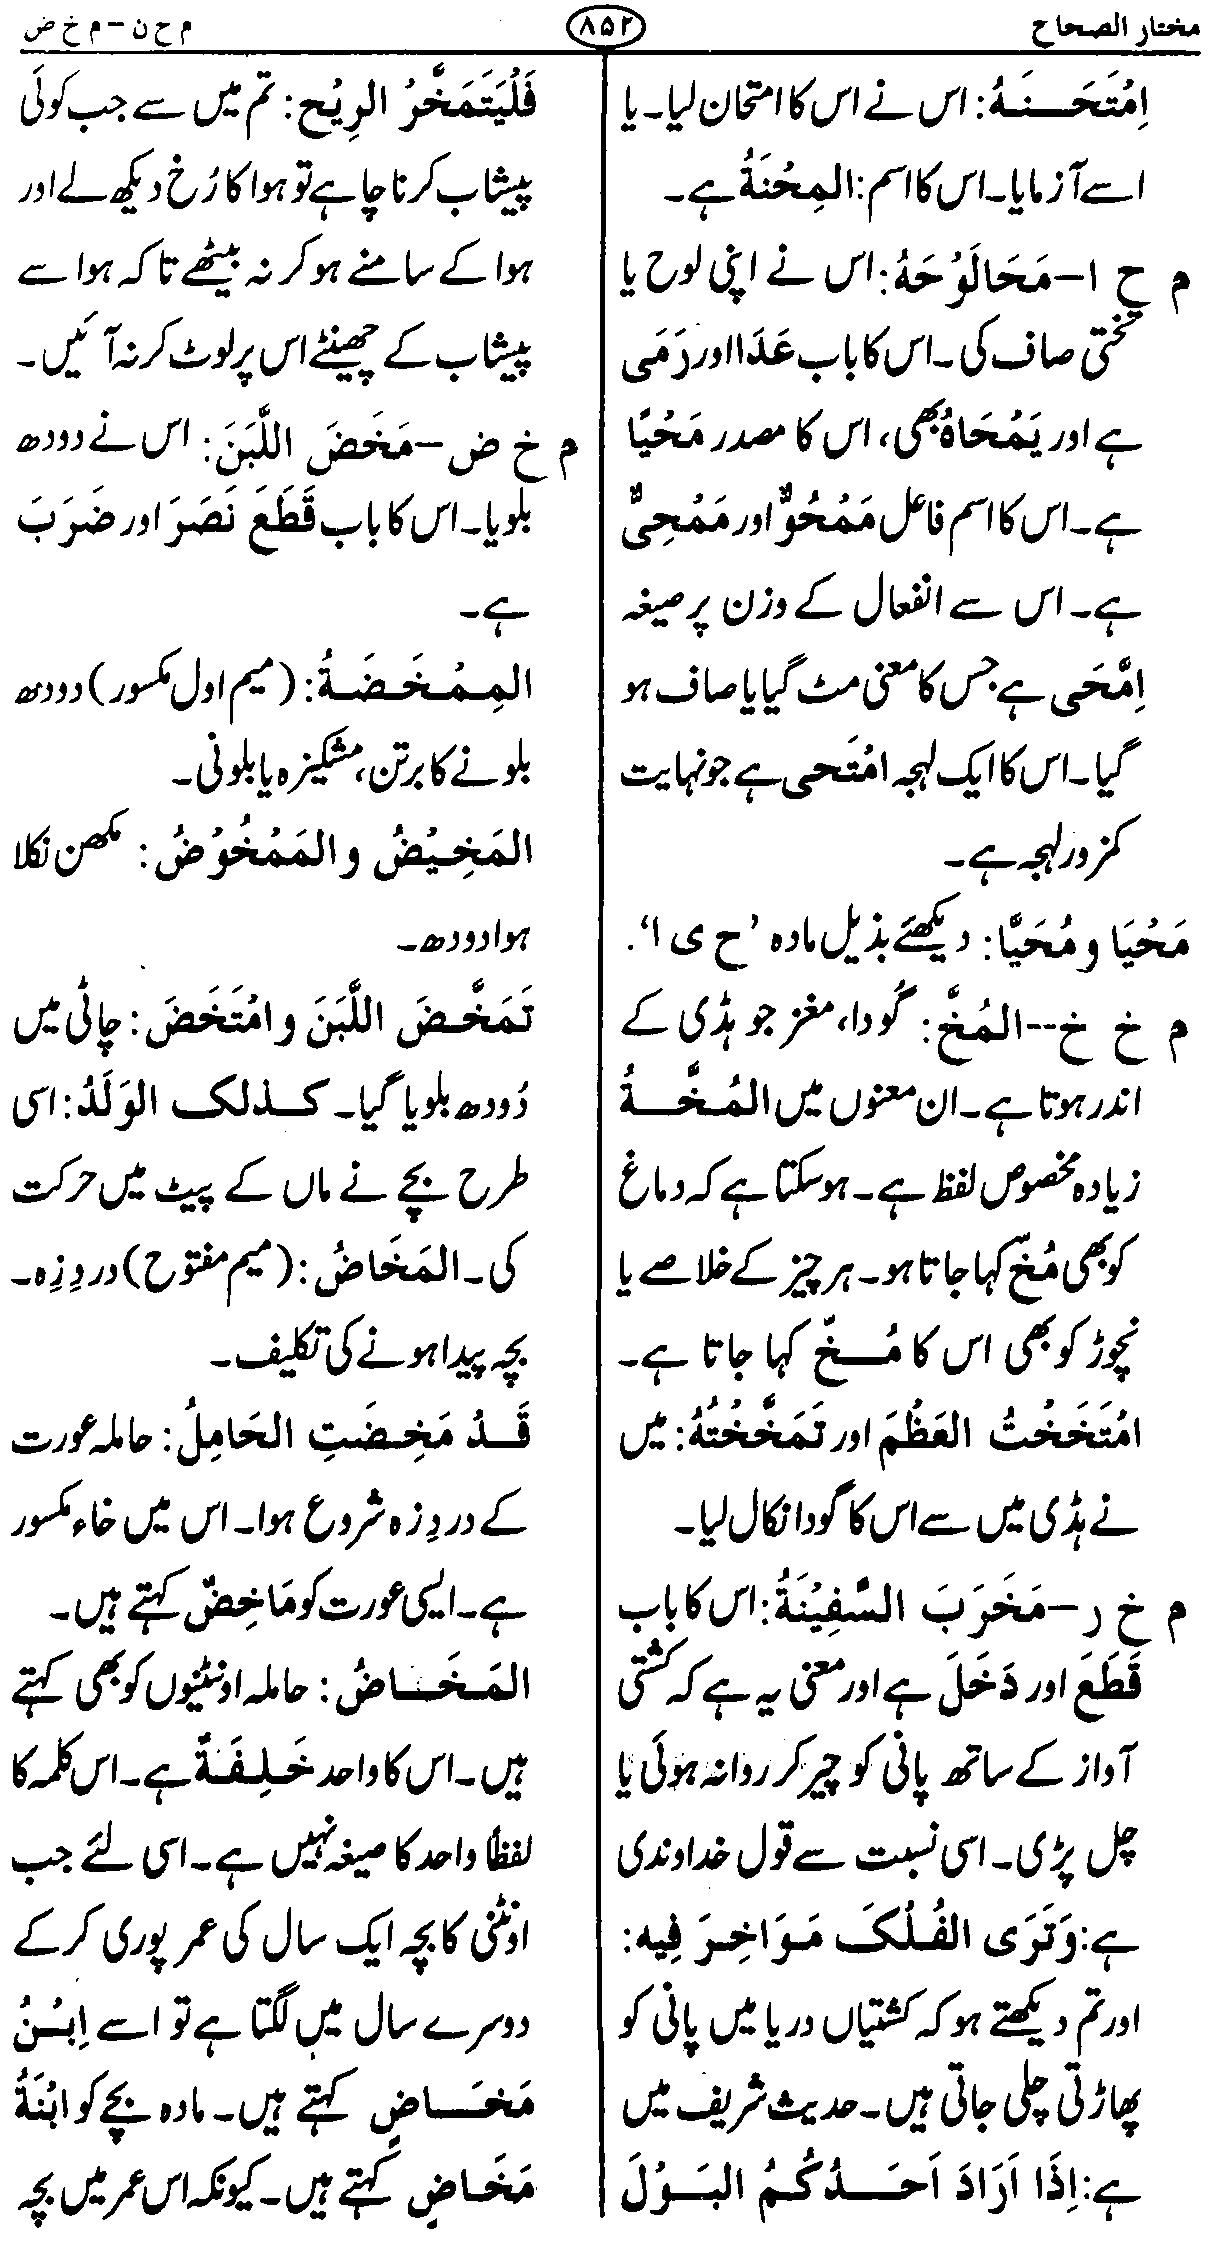 مختار الصحاح
۸۵۲
م ح ن – م خ ض
اِمْتَحَنَهُ: اس نے اس کا امتحان لیا۔ یا
اسے آزمایا۔ اس کا اسم: المِحْنَةُ ہے۔
م ح ا – مَحَا لَوْحَهُ: اس نے اپنی لوح یا
تختی صاف کی۔ اس کا باب عَدَا اور رَمَی
ہے اور یَمْحَاهُ بھی، اس کا مصدر مَحْیًا
ہے۔ اس کا اسم فاعل مَمْحُوٌّ اور مَمْحِیٌّ
ہے۔ اس سے انفعال کے وزن پر صیغہ
اِمَّحَی ہے جس کا معنی مٹ گیا یا صاف ہو
گیا۔ اس کا ایک لہجہ امْتَحی ہے جو نہایت
کمزور لہجہ ہے۔
مَحْیَا و مُحَیَّا: دیکھئے بذیل مادہ ’ح ی ا‘.
م خ خ -- المُخّ: گُودا، مغز جو ہڈی کے
اندر ہوتا ہے۔ ان معنوں میں المُخَّةُ
زیادہ مخصوص لفظ ہے۔ ہوسکتا ہے کہ دماغ
کو بھی مُخّ کہا جاتا ہو۔ ہر چیز کے خلاصے یا
نچوڑ کو بھی اس کا مُخّ کہا جاتا ہے۔
امْتَخَخْتُ العَظْمَ اور تَمَخَّخْتُهُ: میں
نے ہڈی میں سے اس کا گودا نکال لیا۔
م خ ر – مَخَرَبَ السَّفِیْنَةُ: اس کا باب
قَطَعَ اور دَخَلَ ہے اور معنی یہ ہے کہ کشتی
آواز کے ساتھ پانی کو چیر کر روانہ ہوئی یا
چل پڑی۔ اسی نسبت سے قول خداوندی
ہے: وَتَرَی الفُلْکَ مَوَاخِرَ فِیه:
اور تم دیکھتے ہو کہ کشتیاں دریا میں پانی کو
پھاڑتی چلی جاتی ہیں۔ حدیث شریف میں
ہے: اِذَا اَرَادَ اَحَدُکُمُ البَوْلَ
فَلْیَتَمَخَّرُ الرِیْح: تم میں سے جب کوئی
پیشاب کرنا چاہے تو ہوا کا رُخ دیکھ لے اور
ہوا کے سامنے ہو کر نہ بیٹھے تاکہ ہوا سے
پیشاب کے چھینٹے اس پر لوٹ کر نہ آئیں۔
م خ ض – مَخَضَ اللَّبَنَ: اس نے دودھ
بلویا۔ اس کا باب قَطَعَ نَصَرَ اور ضَرَبَ
ہے۔
المِمْخَضَةُ: (میم اول مکسور) دودھ
بلونے کا برتن، مشکیزہ یا بلونی۔
المَخِیْضُ و المَمْخُوْضُ: مکھن نکلا
ہوا دودھ۔
تَمَخَّضَ اللَّبَنَ و امْتَخَضَ: چاٹی میں
دُودھ بلویا گیا۔ کذلک الوَلَدُ: اسی
طرح بچے نے ماں کے پیٹ میں حرکت
کی۔ المَخَاضُ: (میم مفتوح) دردِزِہ۔
بچہ پیدا ہونے کی تکلیف۔
قَدْ مَخِضَتِ الحَامِلُ: حاملہ عورت
کے دردِزہ شروع ہوا۔ اس میں خاء مکسور
ہے۔ ایسی عورت کو مَاخِضٌ کہتے ہیں۔
المَخَاضُ: حاملہ اونٹنیوں کو بھی کہتے
ہیں۔ اس کا واحد خَلِفَةٌ ہے۔ اس کلمہ کا
لفظاً واحد کا صیغہ نہیں ہے۔ اسی لئے جب
اونٹنی کا بچہ ایک سال کی عمر پوری کر کے
دوسرے سال میں لگتا ہے تو اسے اِبْنُ
مَخَاضٍ کہتے ہیں۔ مادہ بچے کو ابْنَةُ
مَخَاضٍ کہتے ہیں۔ کیونکہ اس عمر میں بچہ